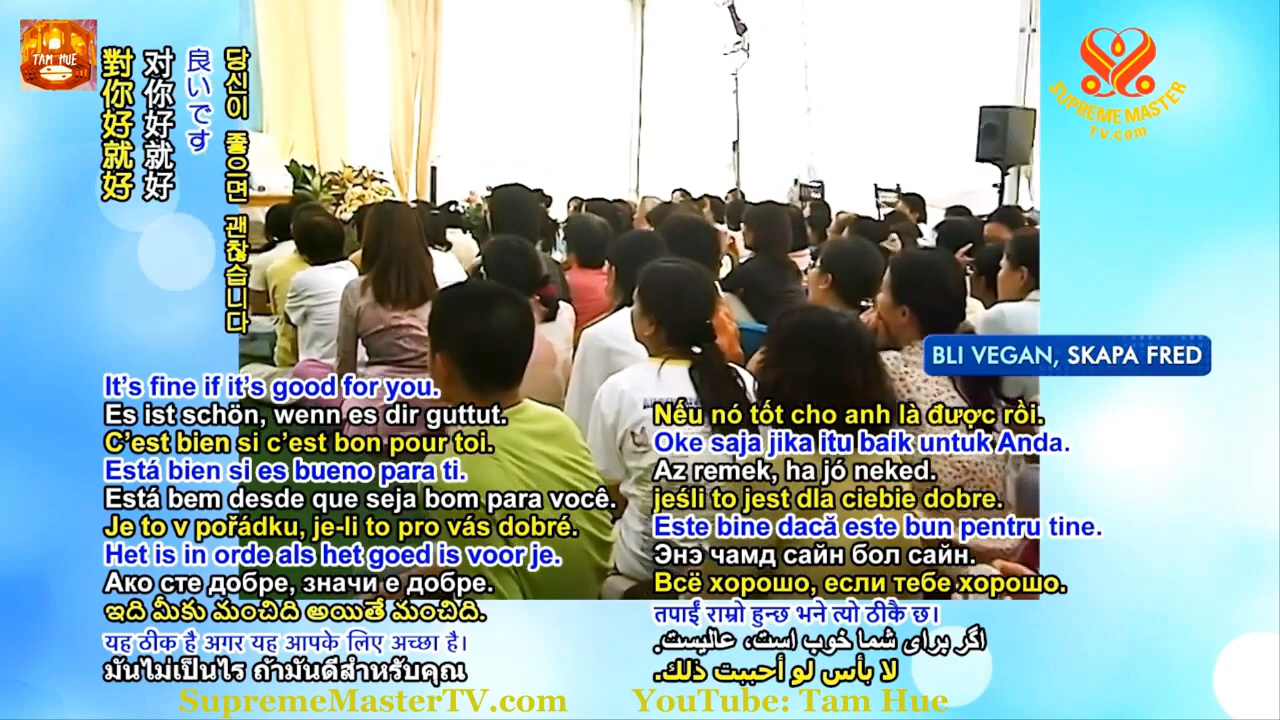 TAM HUE
對你好就好
对你好就好
良いです
당신이 좋으면 괜찮습니다
SUPREME MASTER
TV.com
BLI VEGAN, SKAPA FRED
It's fine if it's good for you.
Es ist schön, wenn es dir guttut.
C'est bien si c'est bon pour toi.
Está bien si es bueno para ti.
Está bem desde que seja bom para você.
Je to v pořádku, je-li to pro vás dobré.
Het is in orde als het goed is voor je.
Ако сте добре, значи е добре.
ఇది మీకు మంచిది అయితే మంచిది.
यह ठीक है अगर यह आपके लिए अच्छा है।
มันไม่เป็นไร ถ้ามันดีสำหรับคุณ
Nếu nó tốt cho anh là được rồi.
Oke saja jika itu baik untuk Anda.
Az remek, ha jó neked.
jeśli to jest dla ciebie dobre.
Este bine dacă este bun pentru tine.
Энэ чамд сайн бол сайн.
Всё хорошо, если тебе хорошо.
तपाईं राम्रो हुन्छ भने त्यो ठीकै छ।
اگر برای شما خوب است، عالیست.
لا بأس لو أحببت ذلك.
SupremeMasterTV.com
YouTube: Tam Hue